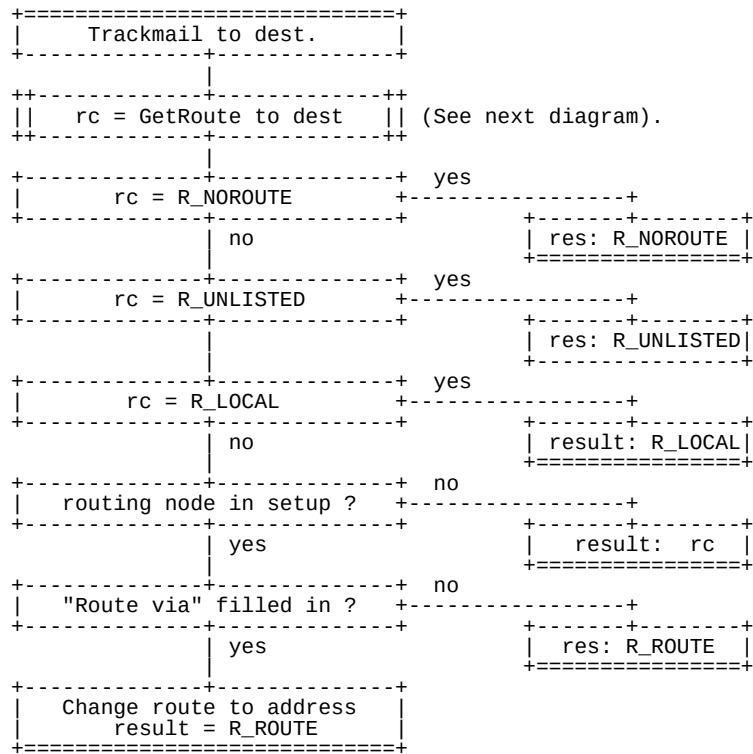 Trackmail to dest.
rc = GetRoute to dest (See next diagram).
yes
rc = R_NOROUTE
no res: R_NOROUTE
yes
rc = R_UNLISTED
res: R_UNLISTED
yes
rc = R_LOCAL
no result: R_LOCAL
no
routing node in setup ?
yes result: rc
no
"Route via" filled in ?
yes res: R_ROUTE
Change route to address
result = R_ROUTE